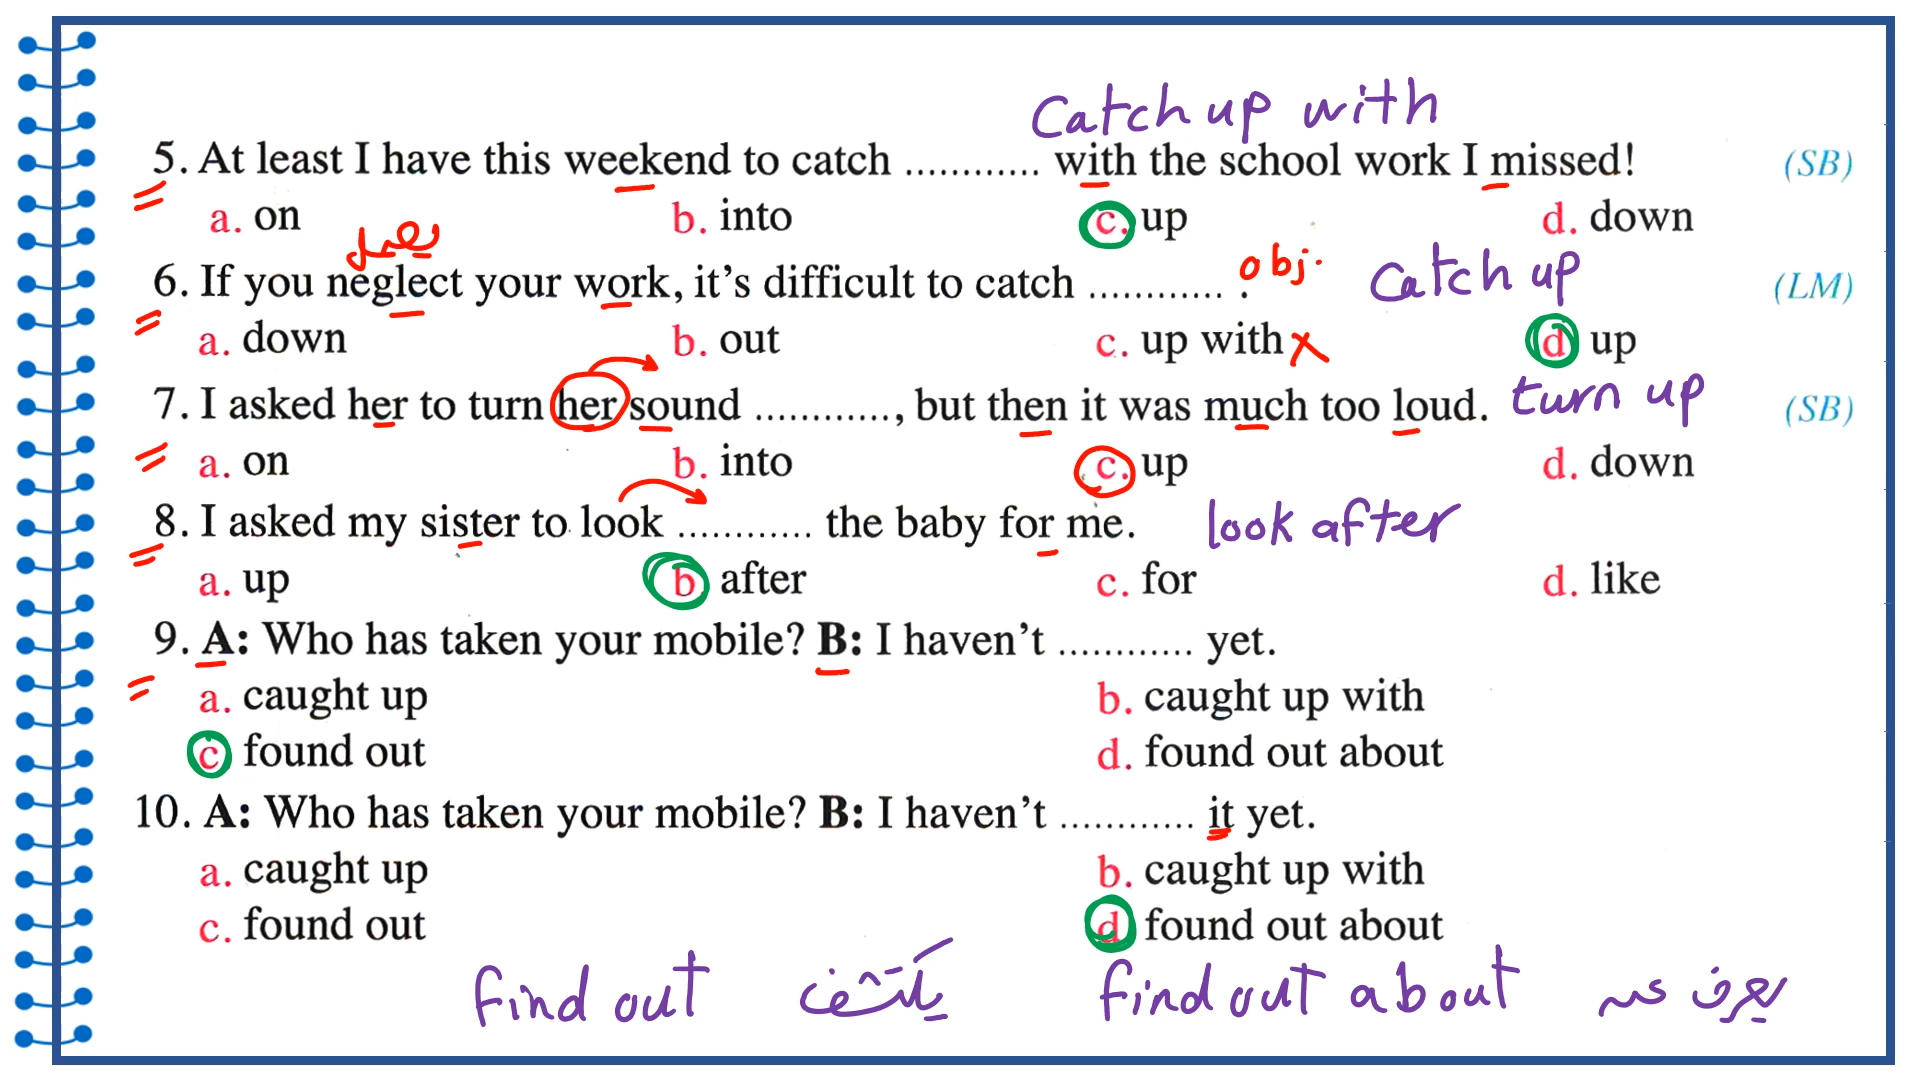 Catch up with
5. At least I have this weekend to catch ............ with the school work I missed! (SB)
a. on b. into c. up d. down
يهمل
6. If you neglect your work, it's difficult to catch ............ . obj. Catch up (LM)
a. down b. out c. up with x d. up
7. I asked her to turn her sound ............, but then it was much too loud. turn up (SB)
a. on b. into c. up d. down
8. I asked my sister to look ............ the baby for me. look after
a. up b. after c. for d. like
9. A: Who has taken your mobile? B: I haven't ............ yet.
a. caught up b. caught up with
c. found out d. found out about
10. A: Who has taken your mobile? B: I haven't ............ it yet.
a. caught up b. caught up with
c. found out d. found out about
find out يكتشف find out about يعرف عن